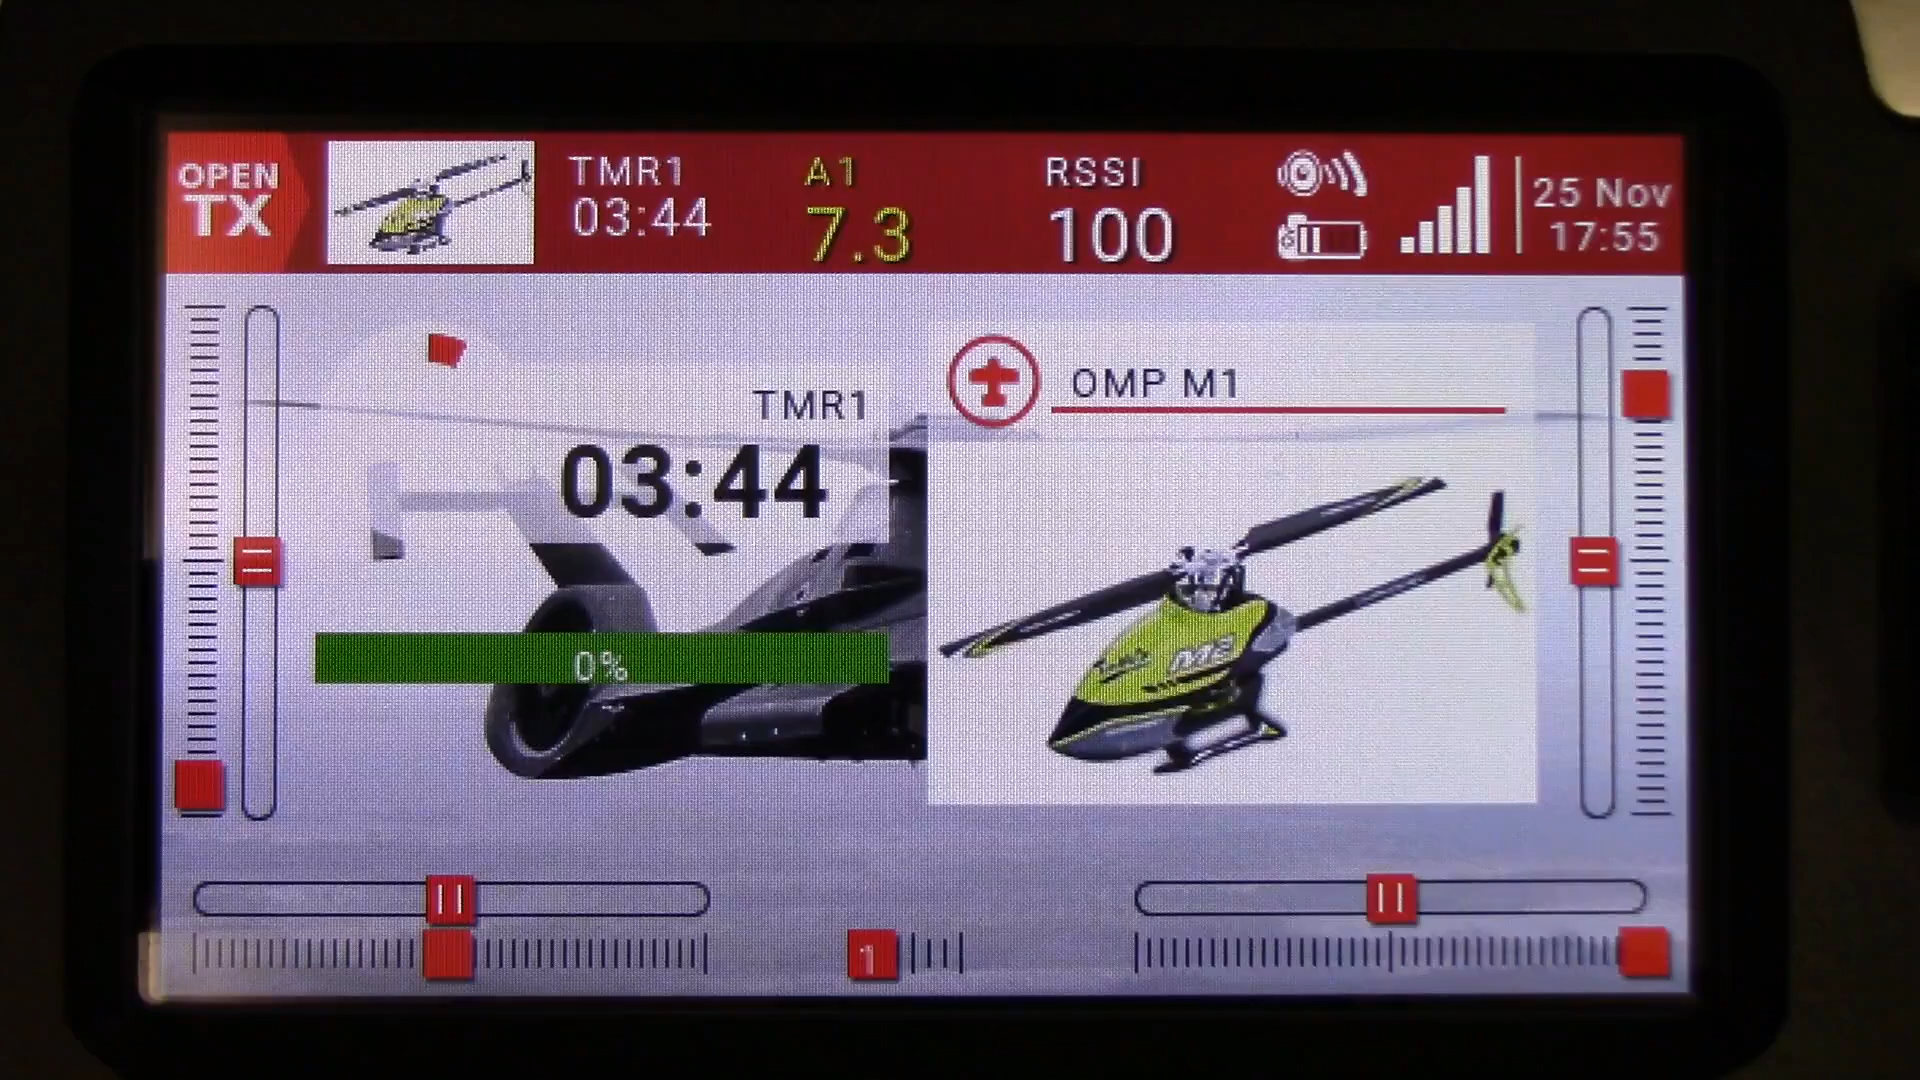 OPEN
TX
TMR1
03:44
A1
7.3
RSSI
100
25 Nov
17:55
TMR1
03:44
OMP M1
0%
1